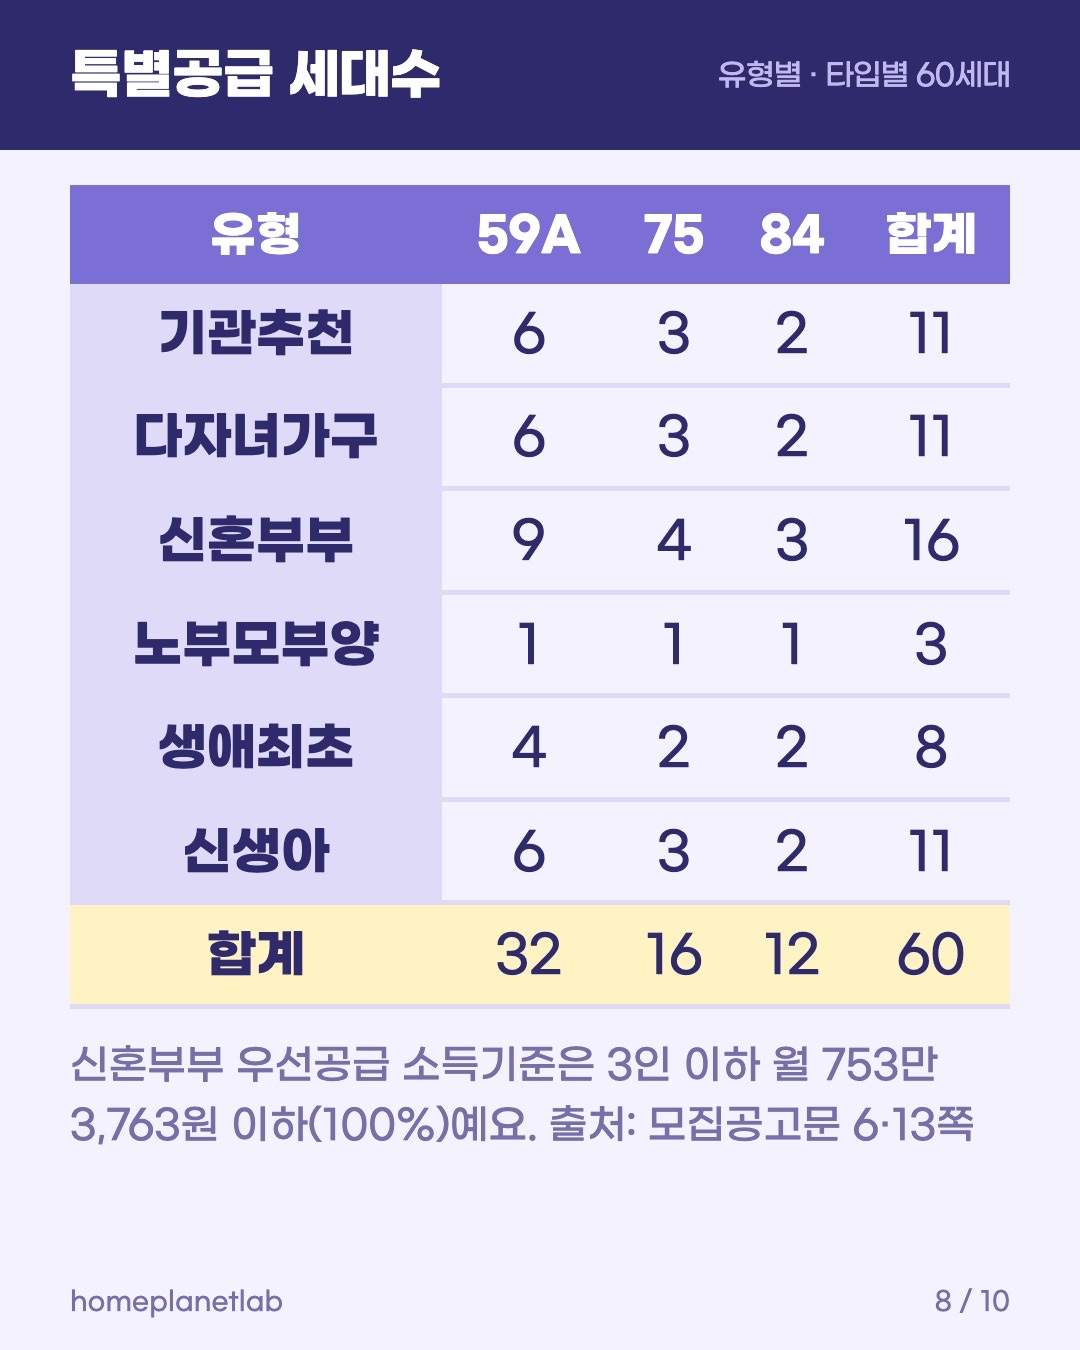 특별공급 세대수
유형별 · 타입별 60세대
유형 59A 75 84 합계
기관추천 6 3 2 11
다자녀가구 6 3 2 11
신혼부부 9 4 3 16
노부모부양 1 1 1 3
생애최초 4 2 2 8
신생아 6 3 2 11
합계 32 16 12 60
신혼부부 우선공급 소득기준은 3인 이하 월 753만
3,763원 이하(100%)예요. 출처: 모집공고문 6·13쪽
homeplanetlab
8 / 10